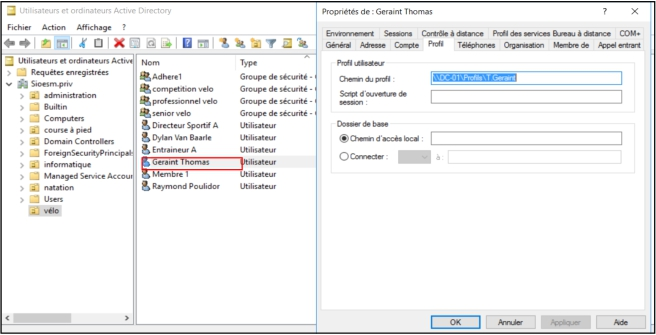 Utilisateurs et ordinateurs Active Directory
Fichier Action Affichage ?
Utilisateurs et ordinateurs Active
Requêtes enregistrées
Sioesm.priv
administration
Builtin
Computers
course à pied
Domain Controllers
ForeignSecurityPrincipals
informatique
Managed Service Accour
natation
Users
vélo
Nom Type
Adhere1 Groupe de sécurité -
competition velo Groupe de sécurité -
professionnel velo Groupe de sécurité -
senior velo Groupe de sécurité -
Directeur Sportif A Utilisateur
Dylan Van Baarle Utilisateur
Entraineur A Utilisateur
Geraint Thomas Utilisateur
Membre 1 Utilisateur
Raymond Poulidor Utilisateur
Propriétés de : Geraint Thomas ? ×
Environnement Sessions Contrôle à distance Profil des services Bureau à distance COM+
Général Adresse Compte Profil Téléphones Organisation Membre de Appel entrant
Profil utilisateur
Chemin du profil : \\DC-01\Profils\T.Geraint
Script d'ouverture de session :
Dossier de base
Chemin d'accès local :
Connecter : à :
OK Annuler Appliquer Aide